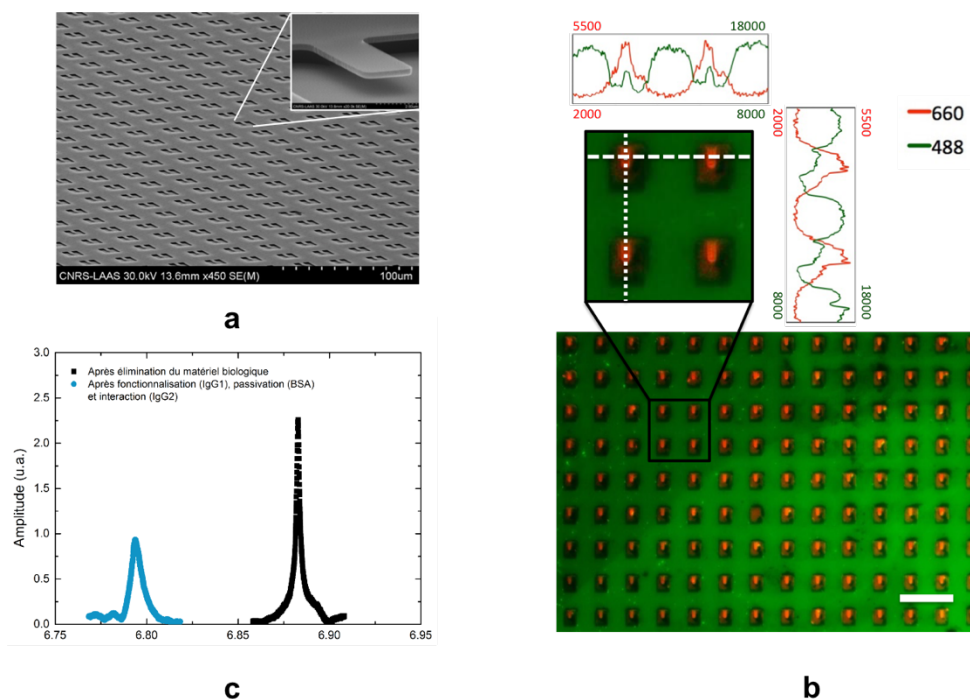 CNRS-LAAS 30.0kV 13.6mm x450 SE(M)
100um
a
3.0
2.5
2.0
1.5
1.0
0.5
0.0
Amplitude (u.a.)
Après élimination du matériel biologique
Après fonctionnalisation (IgG1), passivation (BSA)
et interaction (IgG2)
6.75
6.80
6.85
6.90
6.95
c
5500
18000
2000
8000
2000
5500
8000
18000
660
488
b